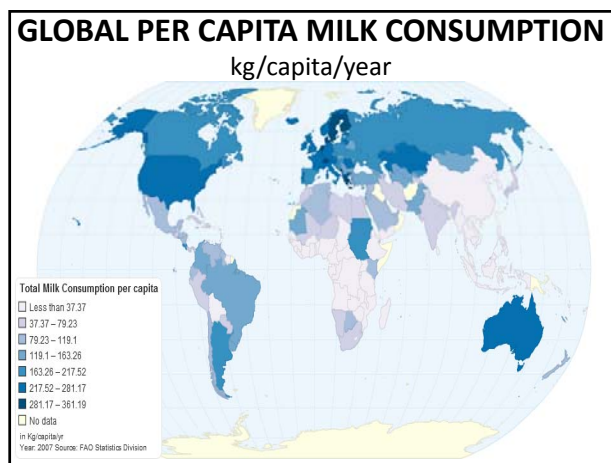 GLOBAL PER CAPITA MILK CONSUMPTION
kg/capita/year
Total Milk Consumption per capita
Less than 37.37
37.37 – 79.23
79.23 – 119.1
119.1 – 163.26
163.26 – 217.52
217.52 – 281.17
281.17 – 361.19
No data
in Kg/capita/yr
Year: 2007 Source: FAO Statistics Division